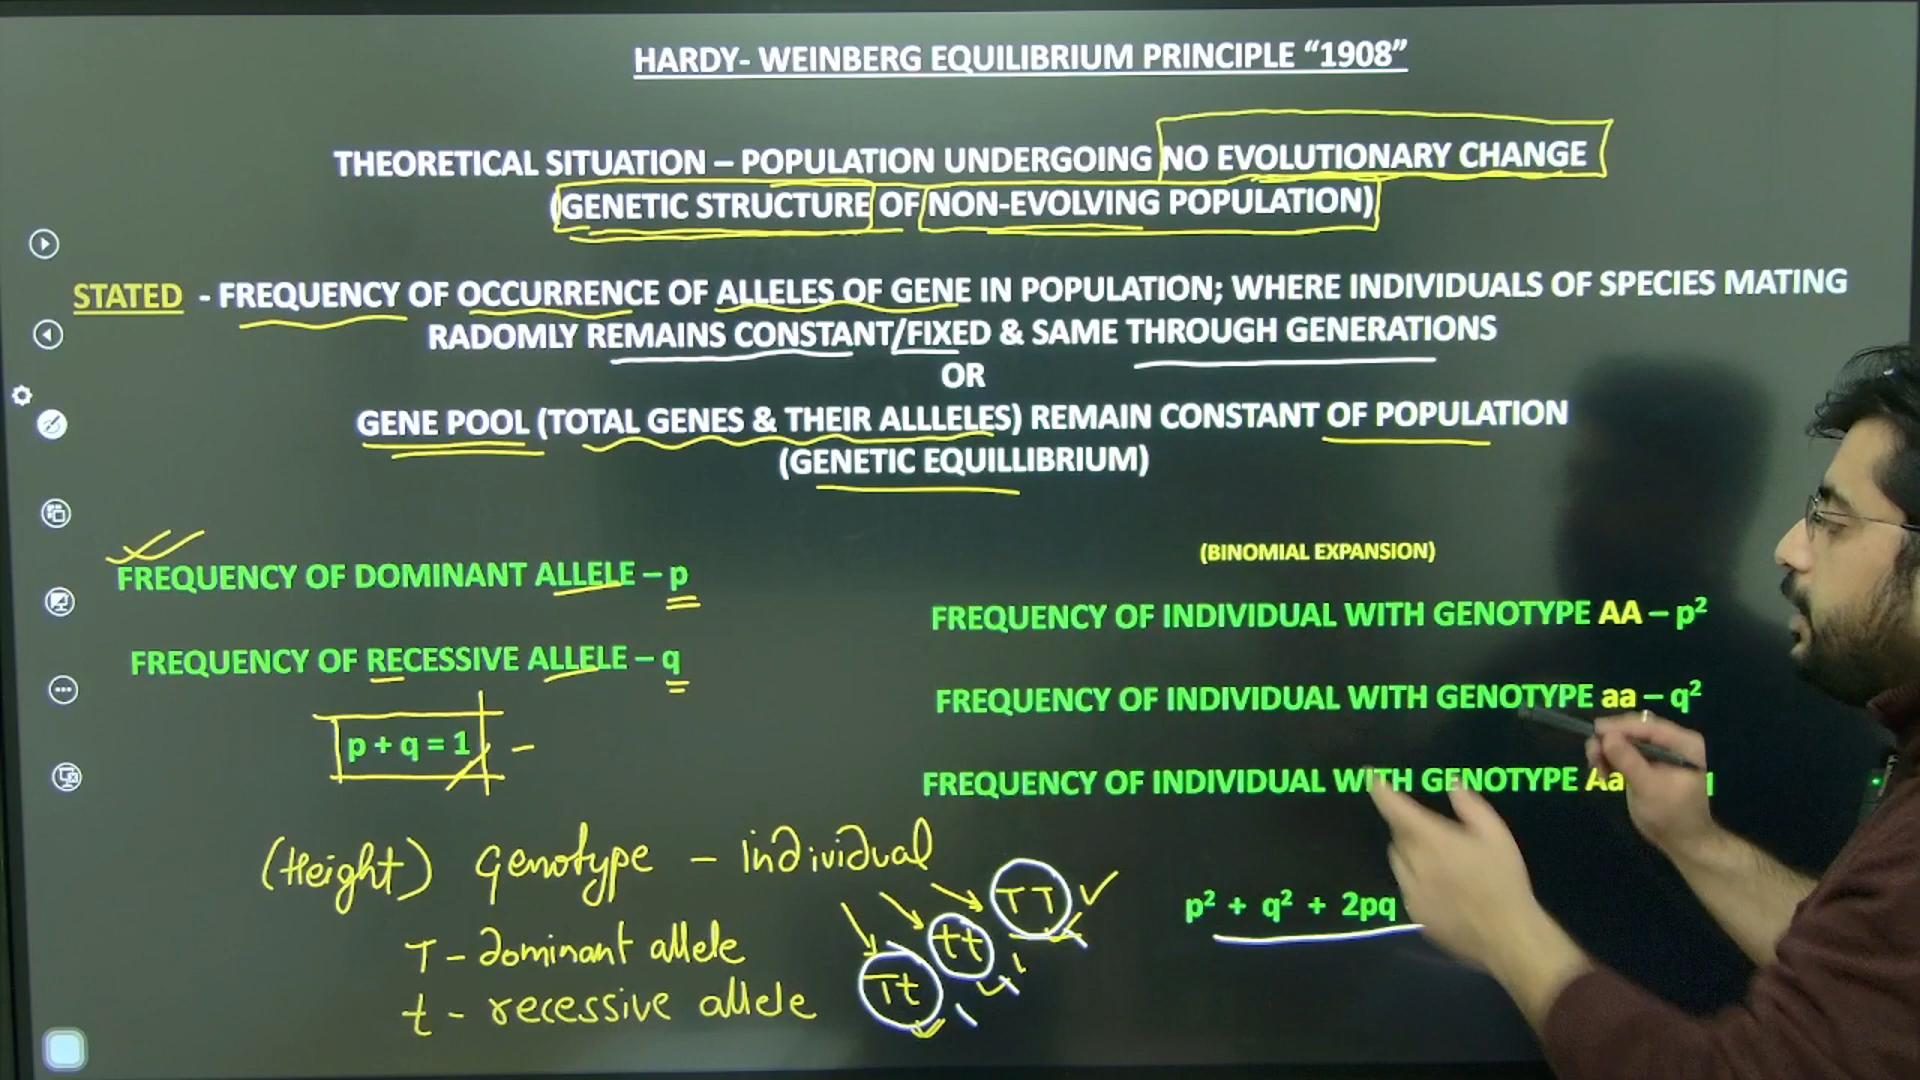 HARDY- WEINBERG EQUILIBRIUM PRINCIPLE “1908”
THEORETICAL SITUATION – POPULATION UNDERGOING NO EVOLUTIONARY CHANGE
(GENETIC STRUCTURE OF NON-EVOLVING POPULATION)
STATED - FREQUENCY OF OCCURRENCE OF ALLELES OF GENE IN POPULATION; WHERE INDIVIDUALS OF SPECIES MATING
RADOMLY REMAINS CONSTANT/FIXED & SAME THROUGH GENERATIONS
OR
GENE POOL (TOTAL GENES & THEIR ALLLELES) REMAIN CONSTANT OF POPULATION
(GENETIC EQUILLIBRIUM)
FREQUENCY OF DOMINANT ALLELE – p
FREQUENCY OF RECESSIVE ALLELE – q
p + q = 1
(BINOMIAL EXPANSION)
FREQUENCY OF INDIVIDUAL WITH GENOTYPE AA – p²
FREQUENCY OF INDIVIDUAL WITH GENOTYPE aa – q²
FREQUENCY OF INDIVIDUAL WITH GENOTYPE Aa
p² + q² + 2pq
(Height) Genotype – individual
T – dominant allele
t – recessive allele
TT
tt
Tt